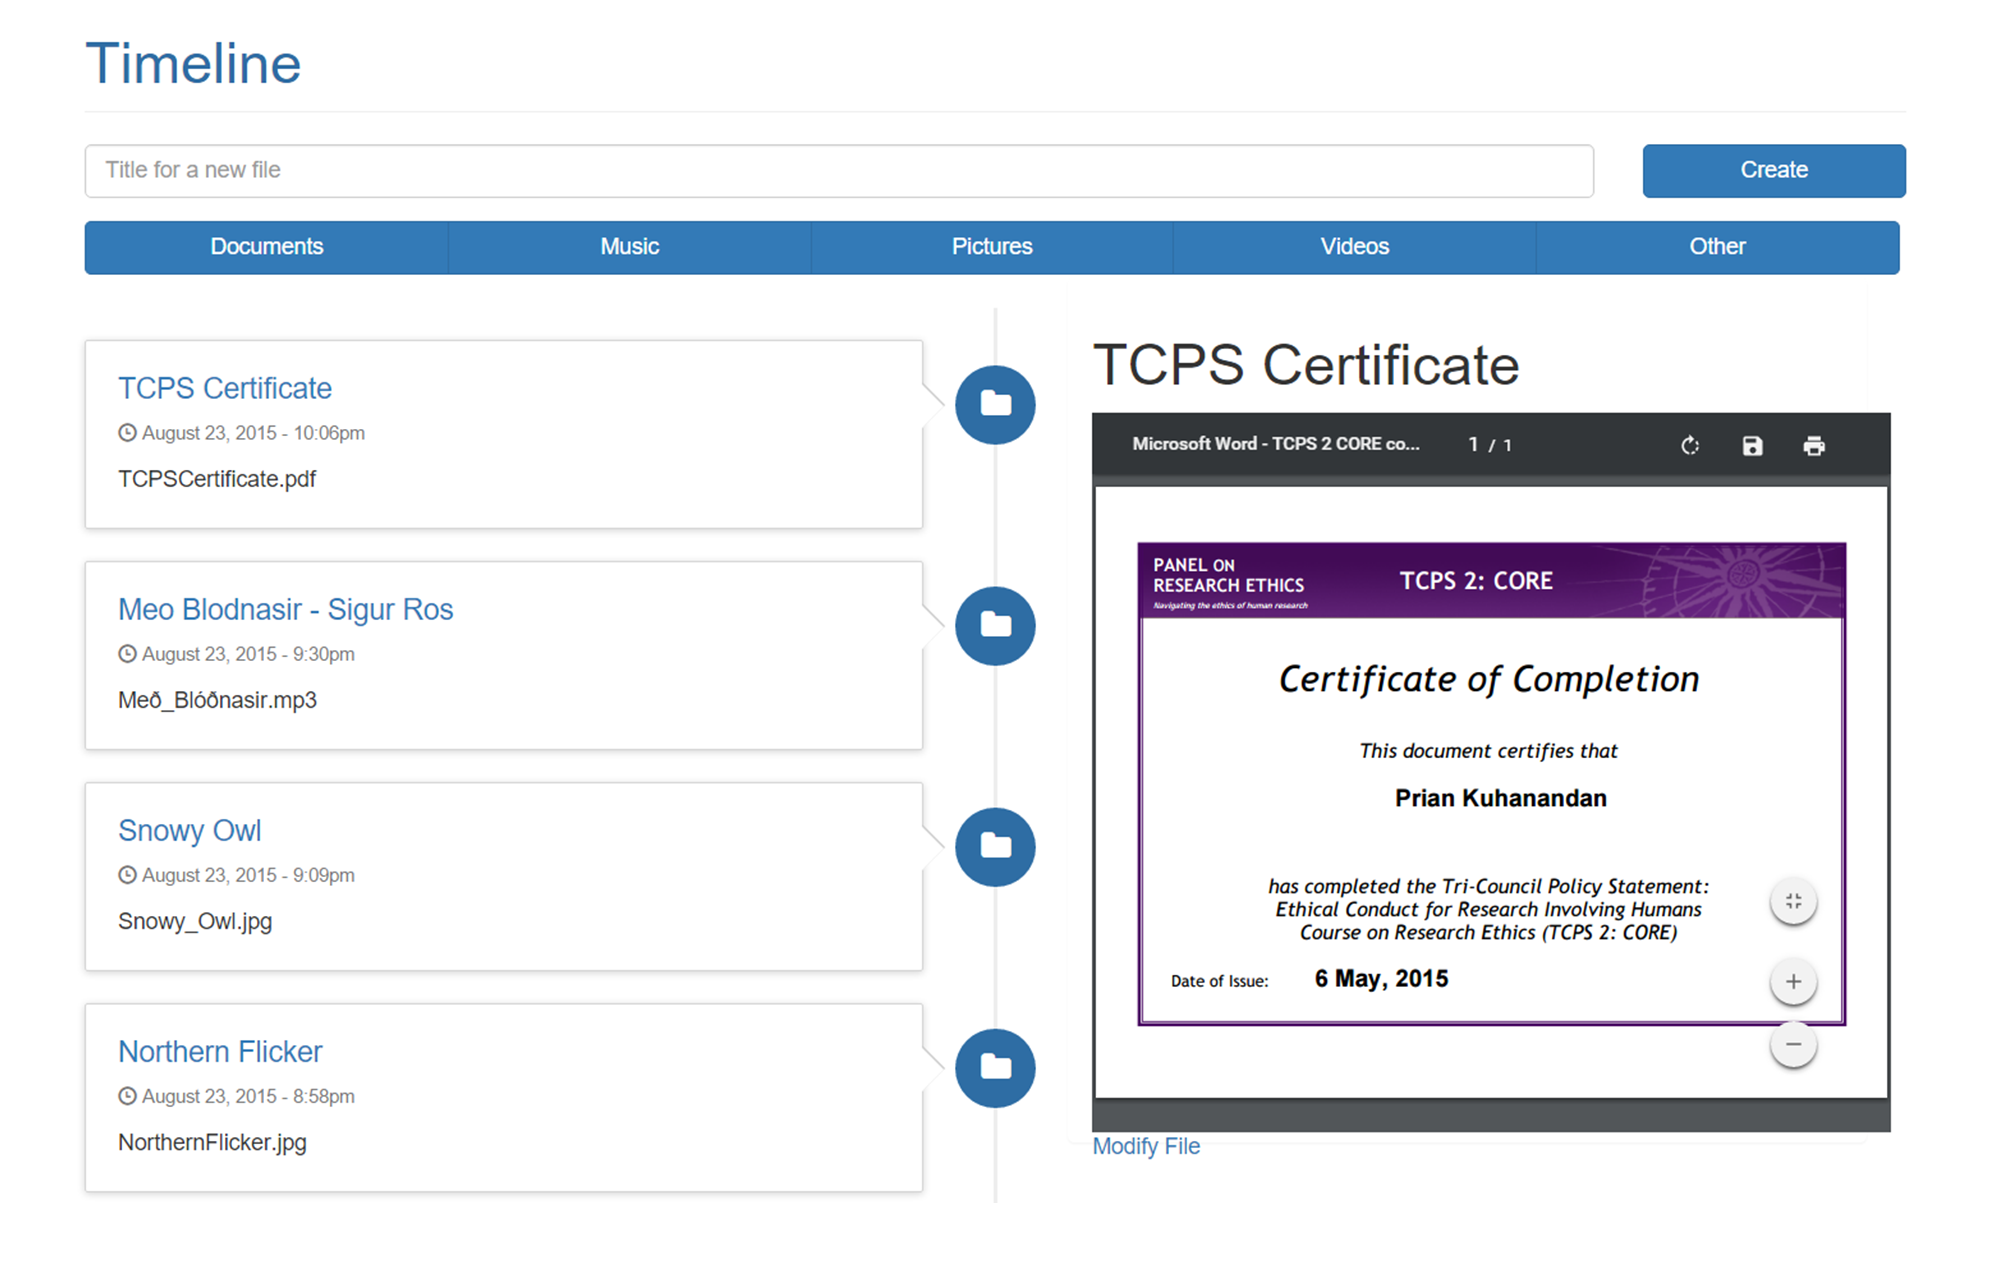 Timeline
Title for a new file
Create
Documents
Music
Pictures
Videos
Other
TCPS Certificate
August 23, 2015 - 10:06pm
TCPSCertificate.pdf
Meo Blodnasir - Sigur Ros
August 23, 2015 - 9:30pm
Með_Blóðnasir.mp3
Snowy Owl
August 23, 2015 - 9:09pm
Snowy_Owl.jpg
Northern Flicker
August 23, 2015 - 8:58pm
NorthernFlicker.jpg
TCPS Certificate
Microsoft Word - TCPS 2 CORE co...
1 / 1
PANEL ON
RESEARCH ETHICS
Navigating the ethics of human research
TCPS 2: CORE
Certificate of Completion
This document certifies that
Prian Kuhanandan
has completed the Tri-Council Policy Statement:
Ethical Conduct for Research Involving Humans
Course on Research Ethics (TCPS 2: CORE)
Date of Issue: 6 May, 2015
Modify File